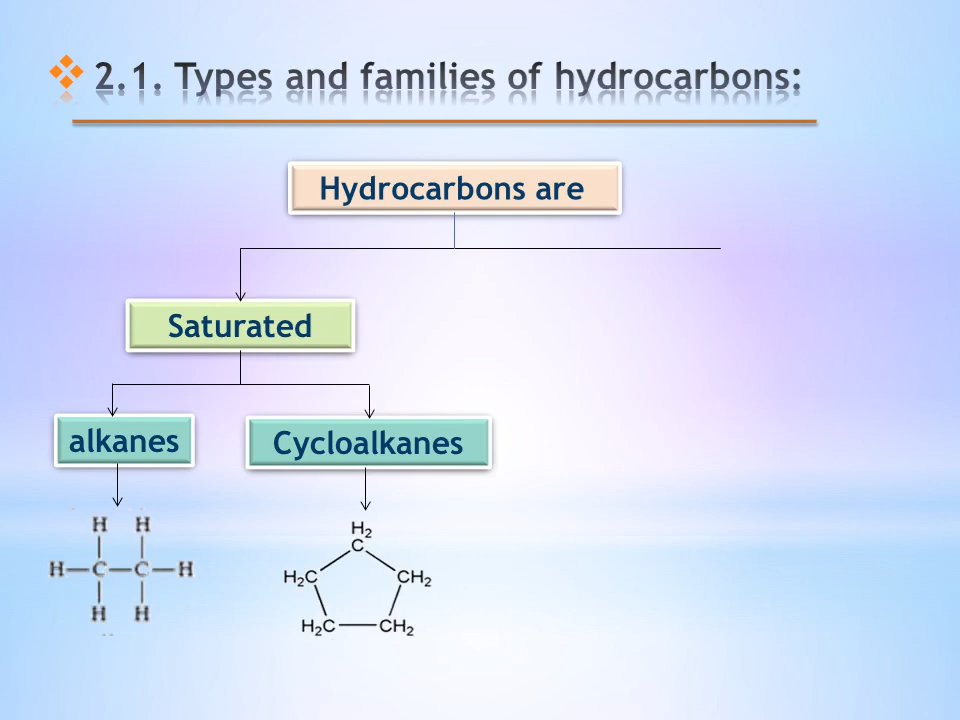 2.1. Types and families of hydrocarbons:
Hydrocarbons are
Saturated
alkanes
Cycloalkanes
H H
H C C H
H H
H₂
C
H₂C CH₂
H₂C CH₂